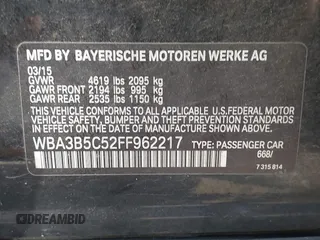 MFD BY BAYERISCHE MOTOREN WERKE AG
03/15
GVWR 4619 lbs 2095 kg
GAWR FRONT 2194 lbs 995 kg
GAWR REAR 2535 lbs 1150 kg
THIS VEHICLE CONFORMS TO ALL APPLICABLE
U.S. FEDERAL MOTOR VEHICLE SAFETY, BUMPER,
AND THEFT PREVENTION STANDARDS IN EFFECT ON
THE DATE OF MANUFACTURE SHOWN ABOVE.
WBA3B5C52FF962217 TYPE: PASSENGER CAR
668/
7 315 814
DREAMBID